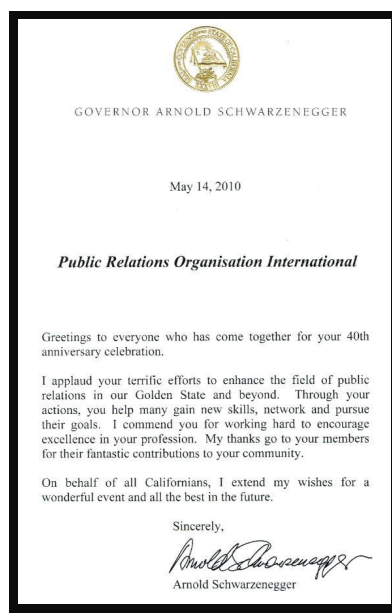 GOVERNOR ARNOLD SCHWARZENEGGER
May 14, 2010
Public Relations Organisation International
Greetings to everyone who has come together for your 40th
anniversary celebration.
I applaud your terrific efforts to enhance the field of public
relations in our Golden State and beyond. Through your
actions, you help many gain new skills, network and pursue
their goals. I commend you for working hard to encourage
excellence in your profession. My thanks go to your members
for their fantastic contributions to your community.
On behalf of all Californians, I extend my wishes for a
wonderful event and all the best in the future.
Sincerely,
Arnold Schwarzenegger
Arnold Schwarzenegger